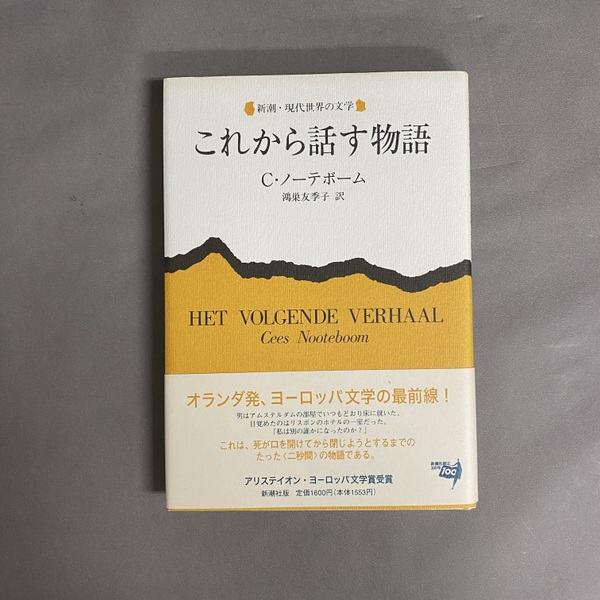 新潮・現代世界の文学
これから話す物語
C・ノーテボーム
鴻巣友季子 訳
HET VOLGENDE VERHAAL
Cees Nooteboom
オランダ発、ヨーロッパ文学の最前線！
男はアムステルダムの部屋でいつもどおり床に就いた。
目覚めたのはリスボンのホテルの一室だった。
「私は別の誰かになったのか？」
これは、死が口を開けてから閉じようとするまでの
たった〈二秒間〉の物語である。
アリステイオン・ヨーロッパ文学賞受賞
新潮社版 定価1600円（本体1553円）
100